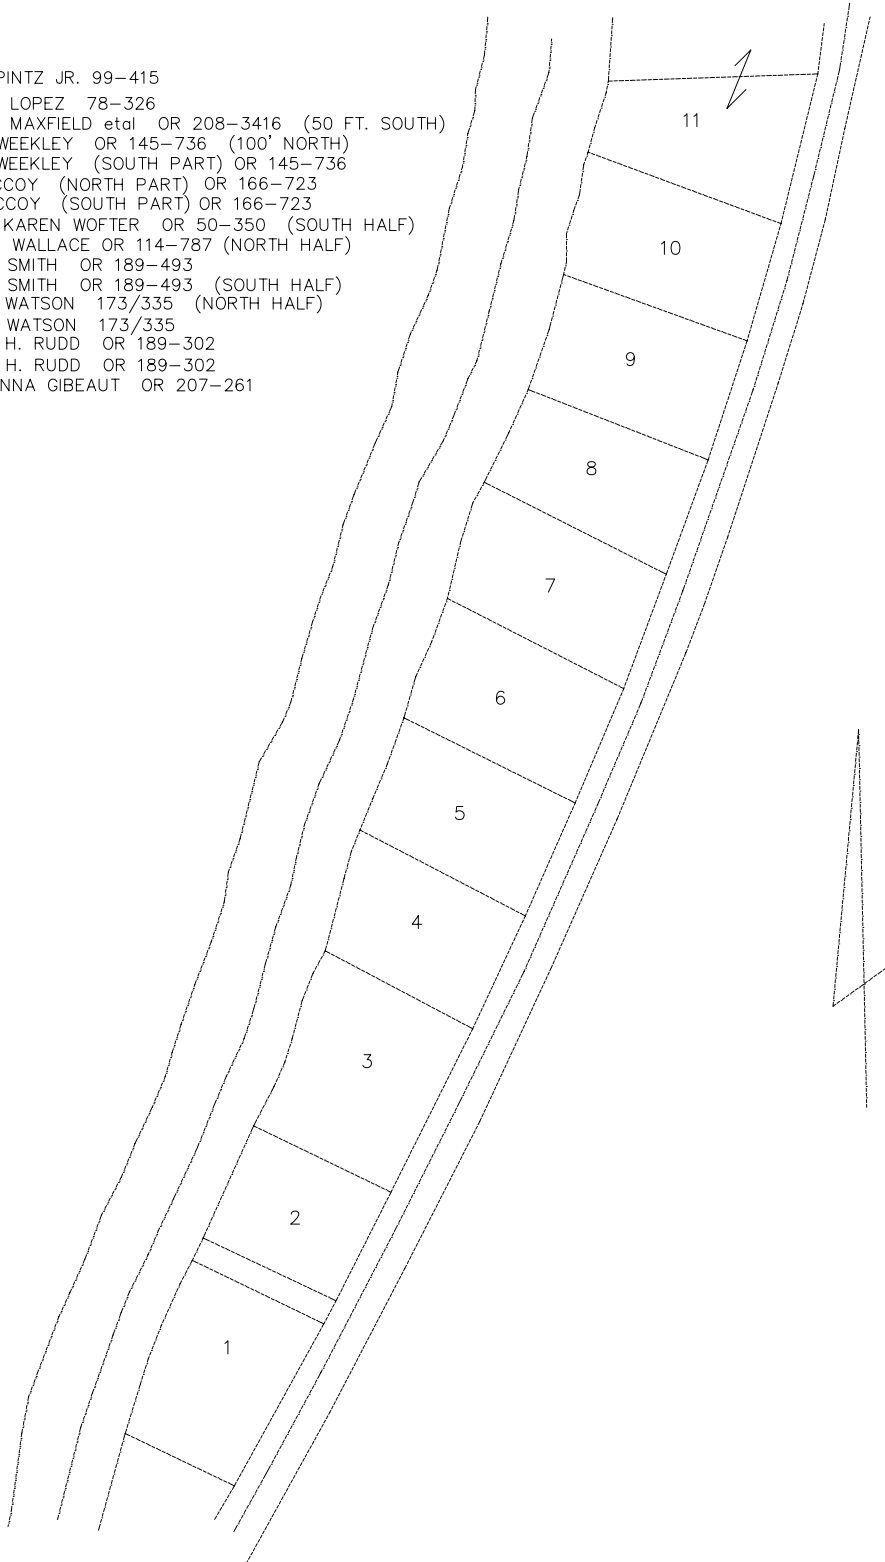 PINTZ JR. 99-415
LOPEZ 78-326
MAXFIELD etal OR 208-3416 (50 FT. SOUTH)
WEEKLEY OR 145-736 (100' NORTH)
WEEKLEY (SOUTH PART) OR 145-736
CCOY (NORTH PART) OR 166-723
CCOY (SOUTH PART) OR 166-723
KAREN WOFTER OR 50-350 (SOUTH HALF)
WALLACE OR 114-787 (NORTH HALF)
SMITH OR 189-493
SMITH OR 189-493 (SOUTH HALF)
WATSON 173/335 (NORTH HALF)
WATSON 173/335
H. RUDD OR 189-302
H. RUDD OR 189-302
NNA GIBEAUT OR 207-261
11
10
9
8
7
6
5
4
3
2
1